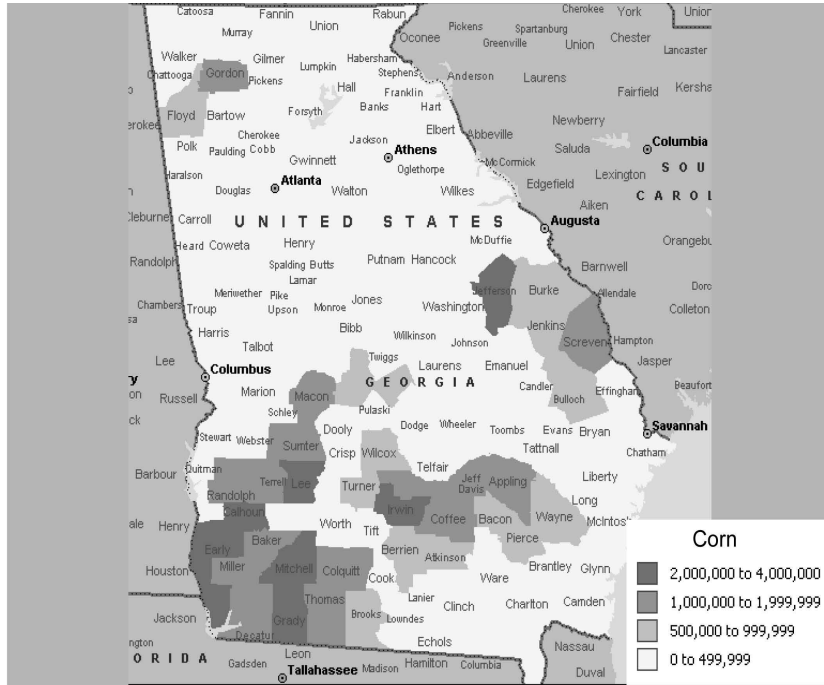 Catoosa Fannin Rabun Cherokee York Union
Union Murray Oconee Pickens Spartanburg Chester
Walker Gilmer Habersham Greenville Union Lancaster
Chattooga Gordon Pickens Lumpkin Stephens Anderson Laurens
Hall Franklin Fairfield Kersha
Floyd Bartow Forsyth Banks Hart Newberry
erokee Cherokee Elbert Abbeville
Polk Paulding Cobb Jackson Saluda Columbia
Gwinnett Athens McCormick
Haralson Oglethorpe Lexington S O U
Douglas Atlanta Walton Wilkes Edgefield C A R O L
Aiken
Cleburne Carroll UNITED STATES Augusta
Heard Coweta Henry McDuffie Orangebu
Randolph Spalding Butts Putnam Hancock Barnwell
Lamar
Meriwether Pike Jefferson Burke Allendale
Chambers Troup Upson Monroe Jones Washington Colleton
Harris Bibb Jenkins
Talbot Wilkinson Johnson Screven Hampton
Lee Twiggs Jasper
Columbus Laurens Emanuel
GEORGIA Candler Effingham Beaufort
Russell Marion Macon Bulloch
Schley Pulaski
Stewart Webster Dooly Dodge Wheeler Toombs Evans Bryan Savannah
Sumter Crisp Wilcox Tattnall Chatham
Barbour Quitman Telfair
Randolph Terrell Lee Turner Jeff Davis Appling Liberty
Long
Calhoun Irwin
Henry Worth Tift Coffee Bacon Wayne McIntosh
Early Baker Berrien Pierce
Houston Miller Mitchell Colquitt Cook Atkinson Brantley Glynn
Ware
Thomas Lanier
Grady Brooks Lowndes Clinch Charlton Camden
Jackson Decatur Echols
Leon Nassau
ORIDA Gadsden Madison Hamilton Columbia
Tallahassee Duval
Corn
2,000,000 to 4,000,000
1,000,000 to 1,999,999
500,000 to 999,999
0 to 499,999